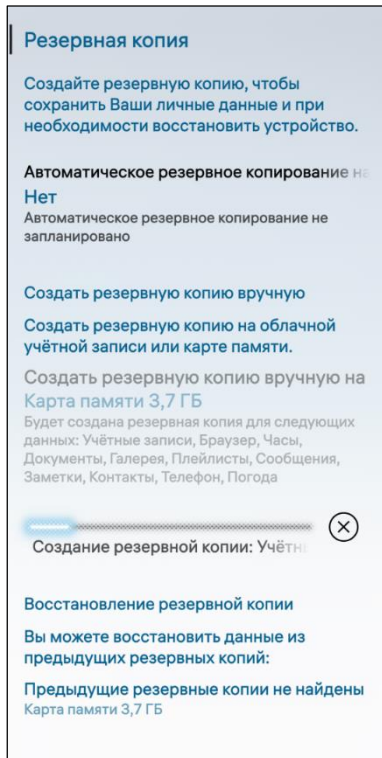 Резервная копия
Создайте резервную копию, чтобы
сохранить Ваши личные данные и при
необходимости восстановить устройство.
Автоматическое резервное копирование на
Нет
Автоматическое резервное копирование не
запланировано
Создать резервную копию вручную
Создать резервную копию на облачной
учётной записи или карте памяти.
Создать резервную копию вручную на
Карта памяти 3,7 ГБ
Будет создана резервная копия для следующих
данных: Учётные записи, Браузер, Часы,
Документы, Галерея, Плейлисты, Сообщения,
Заметки, Контакты, Телефон, Погода
Создание резервной копии: Учётн
Восстановление резервной копии
Вы можете восстановить данные из
предыдущих резервных копий:
Предыдущие резервные копии не найдены
Карта памяти 3,7 ГБ